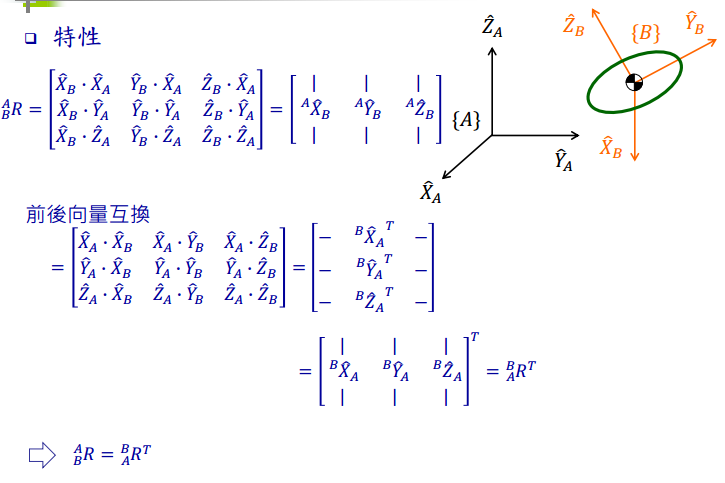 ❑ 特性
$^A_B R = \begin{bmatrix} \hat{X}_B \cdot \hat{X}_A & \hat{Y}_B \cdot \hat{X}_A & \hat{Z}_B \cdot \hat{X}_A \\ \hat{X}_B \cdot \hat{Y}_A & \hat{Y}_B \cdot \hat{Y}_A & \hat{Z}_B \cdot \hat{Y}_A \\ \hat{X}_B \cdot \hat{Z}_A & \hat{Y}_B \cdot \hat{Z}_A & \hat{Z}_B \cdot \hat{Z}_A \end{bmatrix} = \begin{bmatrix} | & | & | \\ ^A\hat{X}_B & ^A\hat{Y}_B & ^A\hat{Z}_B \\ | & | & | \end{bmatrix}$
$\hat{Z}_A$
{A}
$\hat{Y}_A$
$\hat{X}_A$
$\hat{Z}_B$
{B}
$\hat{Y}_B$
$\hat{X}_B$
前後向量互換
$= \begin{bmatrix} \hat{X}_A \cdot \hat{X}_B & \hat{X}_A \cdot \hat{Y}_B & \hat{X}_A \cdot \hat{Z}_B \\ \hat{Y}_A \cdot \hat{X}_B & \hat{Y}_A \cdot \hat{Y}_B & \hat{Y}_A \cdot \hat{Z}_B \\ \hat{Z}_A \cdot \hat{X}_B & \hat{Z}_A \cdot \hat{Y}_B & \hat{Z}_A \cdot \hat{Z}_B \end{bmatrix} = \begin{bmatrix} - & ^B\hat{X}_A{}^T & - \\ - & ^B\hat{Y}_A{}^T & - \\ - & ^B\hat{Z}_A{}^T & - \end{bmatrix}$
$= \begin{bmatrix} | & | & | \\ ^B\hat{X}_A & ^B\hat{Y}_A & ^B\hat{Z}_A \\ | & | & | \end{bmatrix}^T = {}^B_A R^T$
⇨ $^A_B R = {}^B_A R^T$